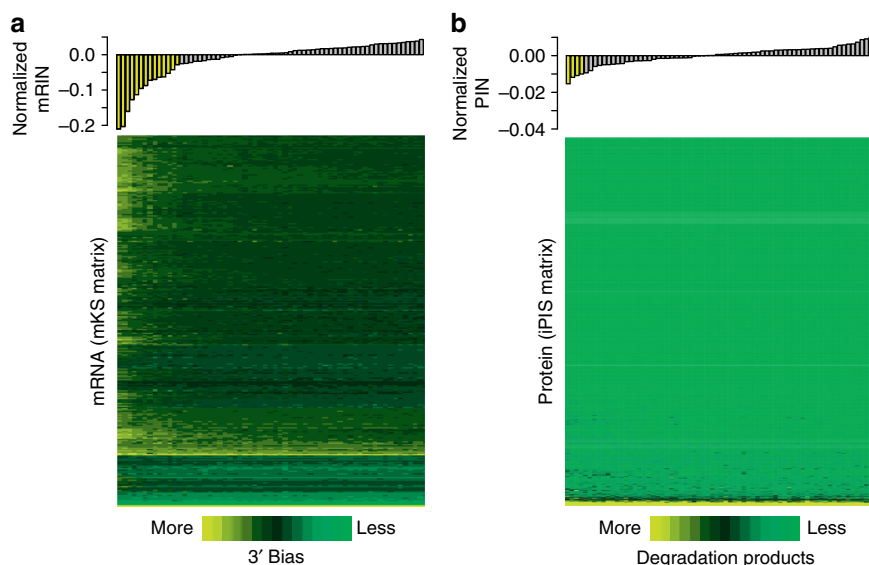 a
Normalized
mRIN
0.0
−0.1
−0.2
mRNA (mKS matrix)
More
Less
3′ Bias
b
Normalized
PIN
0.00
−0.02
−0.04
Protein (iPIS matrix)
More
Less
Degradation products